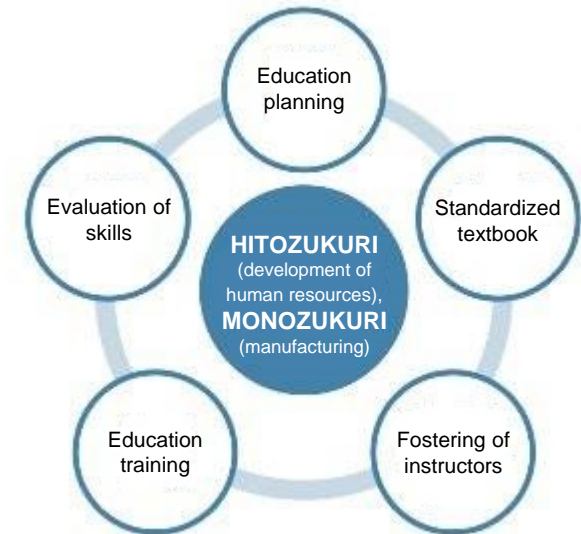 Education
planning
Standardized
textbook
Fostering of
instructors
Education
training
Evaluation of
skills
HITOZUKURI
(development of
human resources),
MONOZUKURI
(manufacturing)